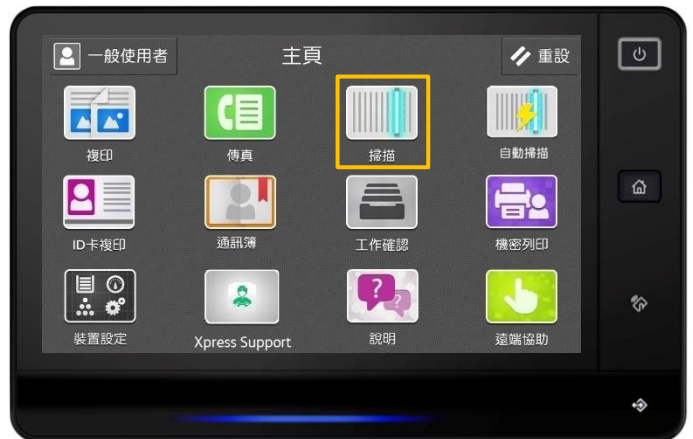 一般使用者
主頁
重設
複印
傳真
掃描
自動掃描
ID卡複印
通訊簿
工作確認
機密列印
裝置設定
Xpress Support
說明
遠端協助